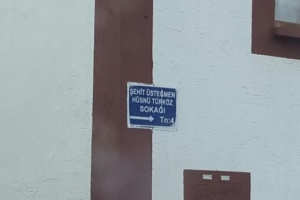 ŞEHİT ÜSTEĞMEN
HÜSNÜ TÜRKÖZ
SOKAĞI
Tn:4